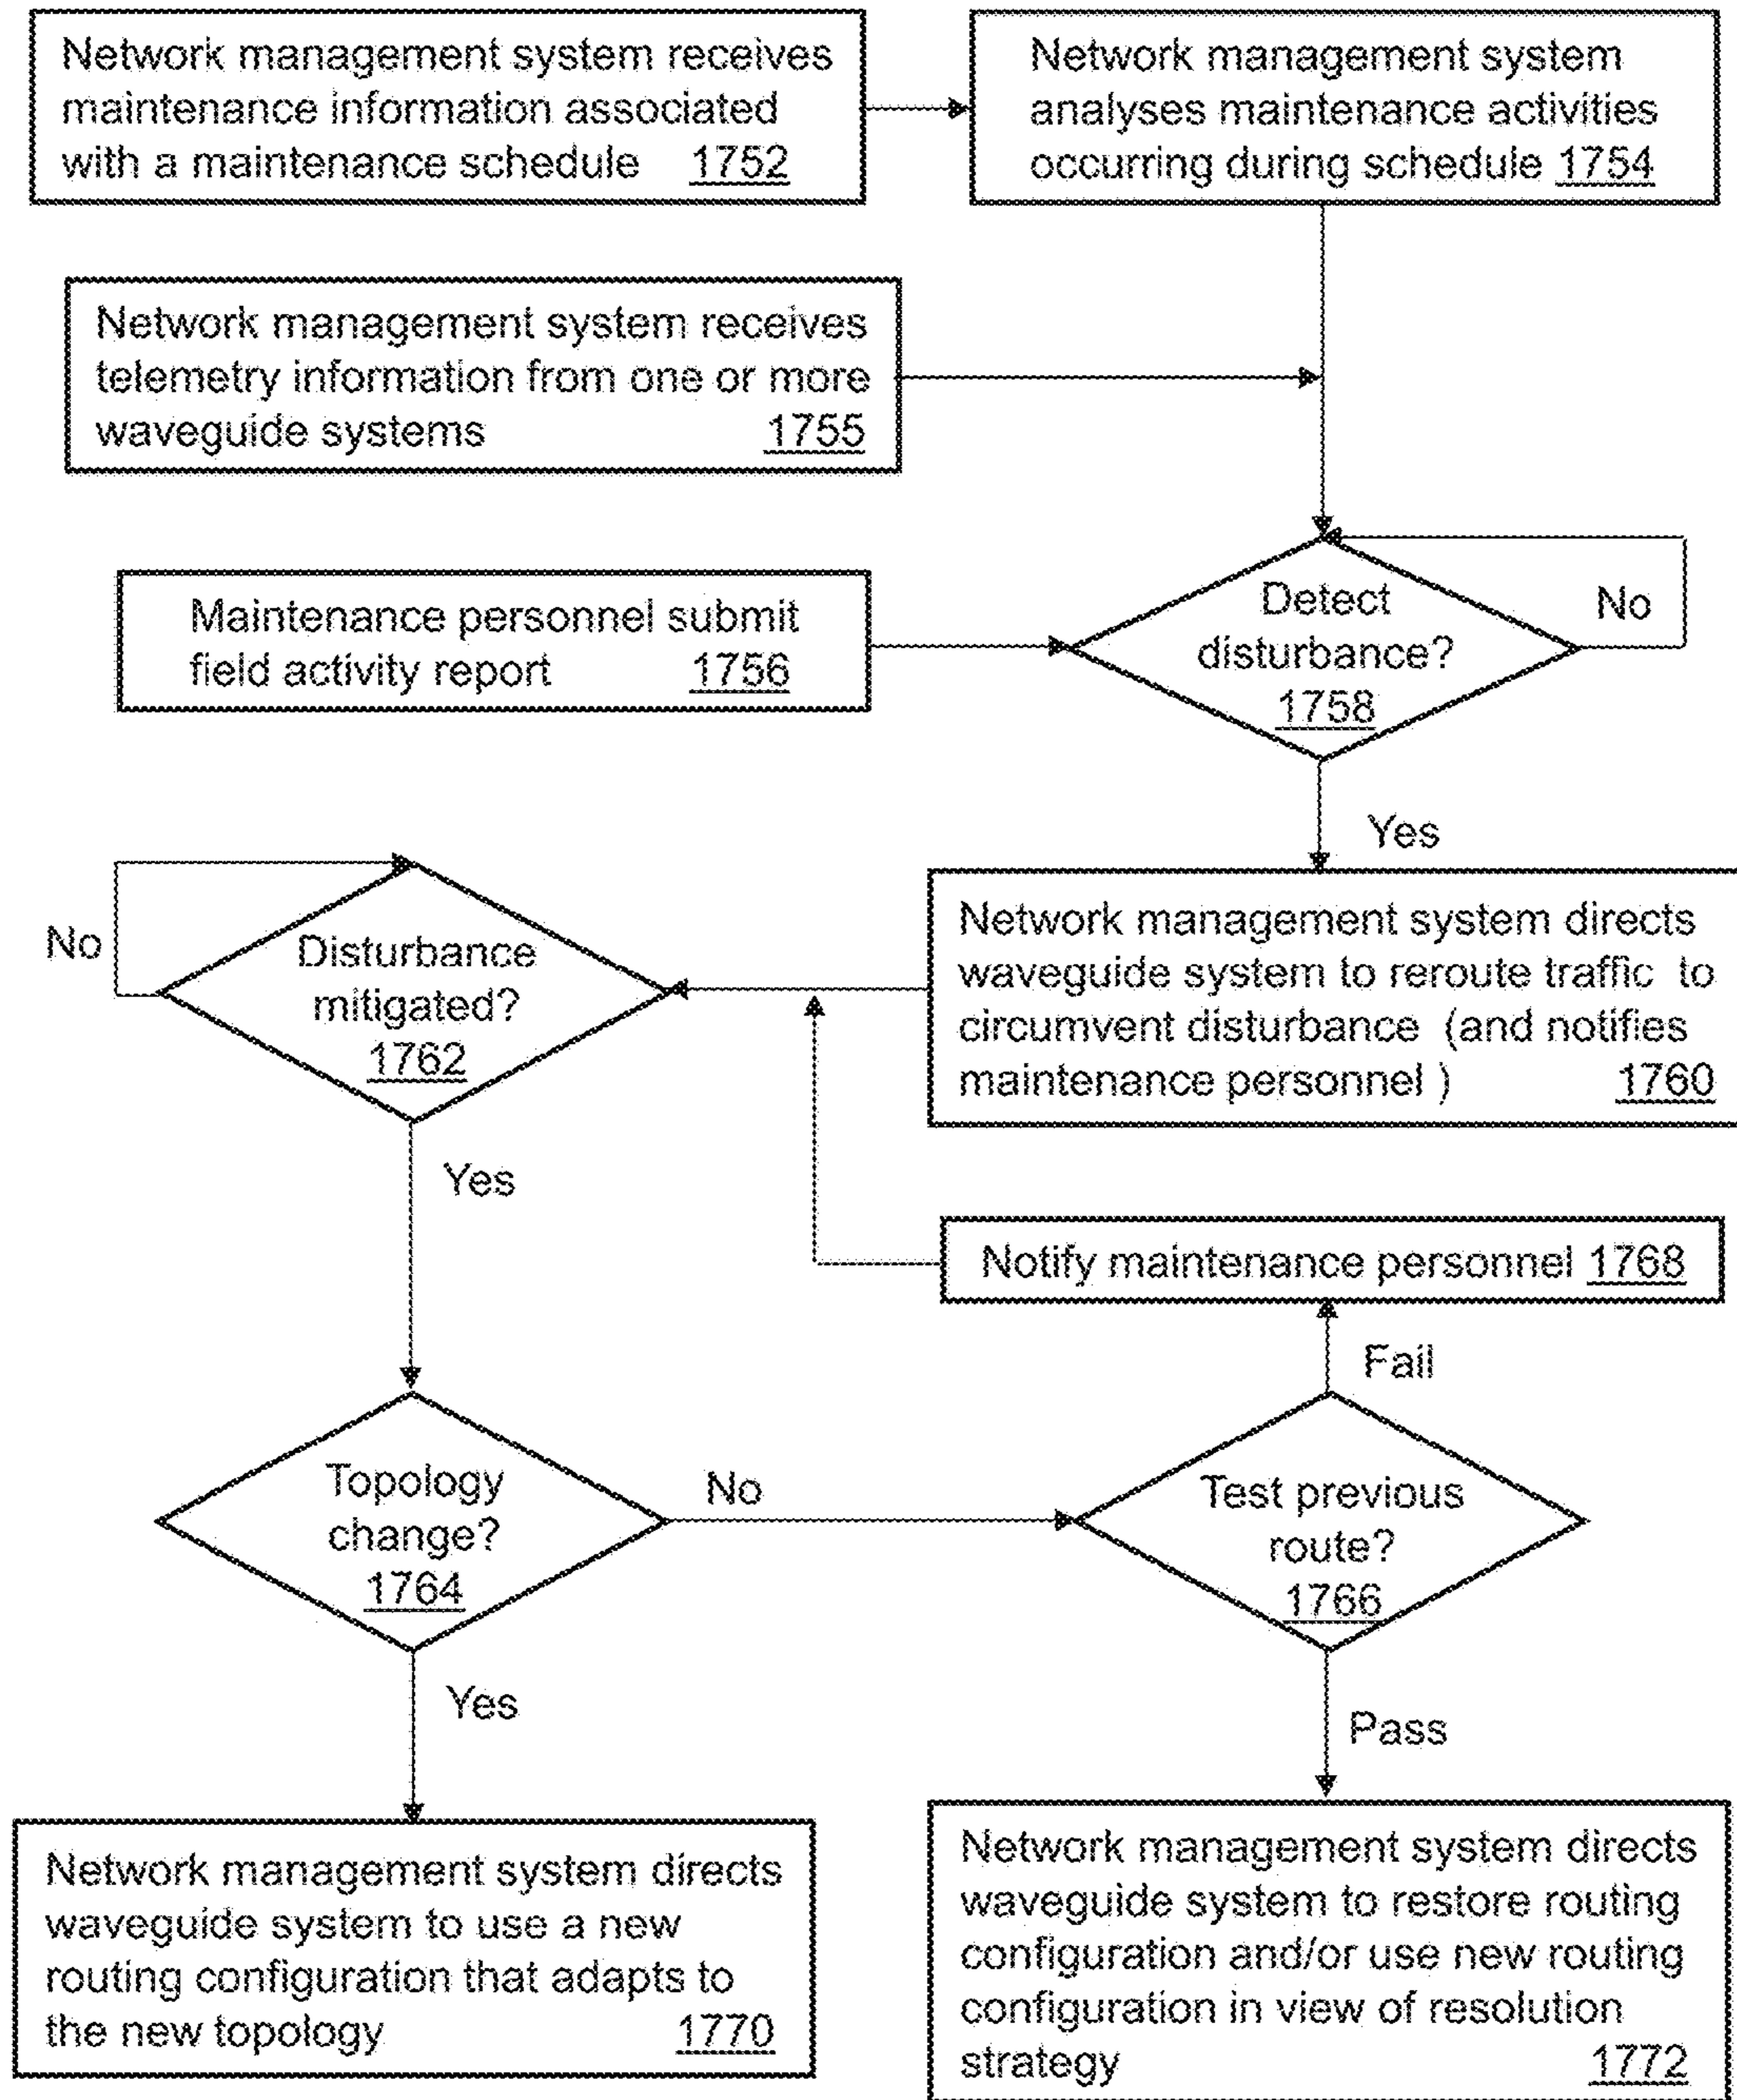 Network management system receives
maintenance information associated
with a maintenance schedule 1752
Network management system
analyses maintenance activities
occurring during schedule 1754
Network management system receives
telemetry information from one or more
waveguide systems 1755
Maintenance personnel submit
field activity report 1756
Detect
disturbance?
1758
No
Yes
Network management system directs
waveguide system to reroute traffic to
circumvent disturbance (and notifies
maintenance personnel ) 1760
No
Disturbance
mitigated?
1762
Yes
Notify maintenance personnel 1768
Fail
Topology
change?
1764
No
Test previous
route?
1766
Yes
Pass
Network management system directs
waveguide system to use a new
routing configuration that adapts to
the new topology 1770
Network management system directs
waveguide system to restore routing
configuration and/or use new routing
configuration in view of resolution
strategy 1772